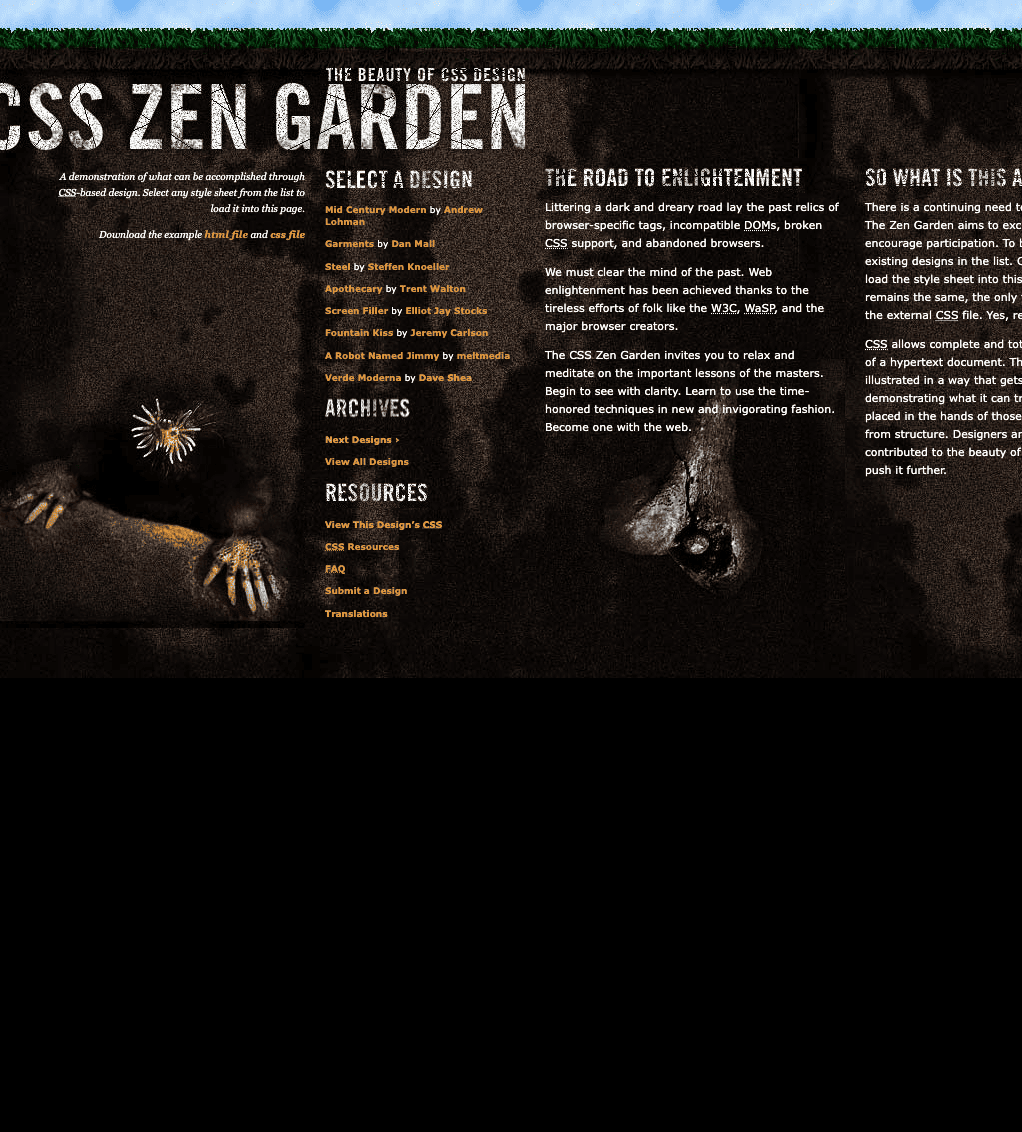 THE BEAUTY OF CSS DESIGN
CSS ZEN GARDEN
A demonstration of what can be accomplished through
CSS-based design. Select any style sheet from the list to
load it into this page.
Download the example html file and css file
SELECT A DESIGN
Mid Century Modern by Andrew
Lohman
Garments by Dan Mall
Steel by Steffen Knoeller
Apothecary by Trent Walton
Screen Filler by Elliot Jay Stocks
Fountain Kiss by Jeremy Carlson
A Robot Named Jimmy by meltmedia
Verde Moderna by Dave Shea
ARCHIVES
Next Designs ›
View All Designs
RESOURCES
View This Design’s CSS
CSS Resources
FAQ
Submit a Design
Translations
THE ROAD TO ENLIGHTENMENT
Littering a dark and dreary road lay the past relics of
browser-specific tags, incompatible DOMs, broken
CSS support, and abandoned browsers.
We must clear the mind of the past. Web
enlightenment has been achieved thanks to the
tireless efforts of folk like the W3C, WaSP, and the
major browser creators.
The CSS Zen Garden invites you to relax and
meditate on the important lessons of the masters.
Begin to see with clarity. Learn to use the time-
honored techniques in new and invigorating fashion.
Become one with the web.
SO WHAT IS THIS A
There is a continuing need to
The Zen Garden aims to exc
encourage participation. To b
existing designs in the list. C
load the style sheet into this
remains the same, the only
the external CSS file. Yes, re
CSS allows complete and tot
of a hypertext document. Th
illustrated in a way that gets
demonstrating what it can tr
placed in the hands of those
from structure. Designers an
contributed to the beauty of
push it further.